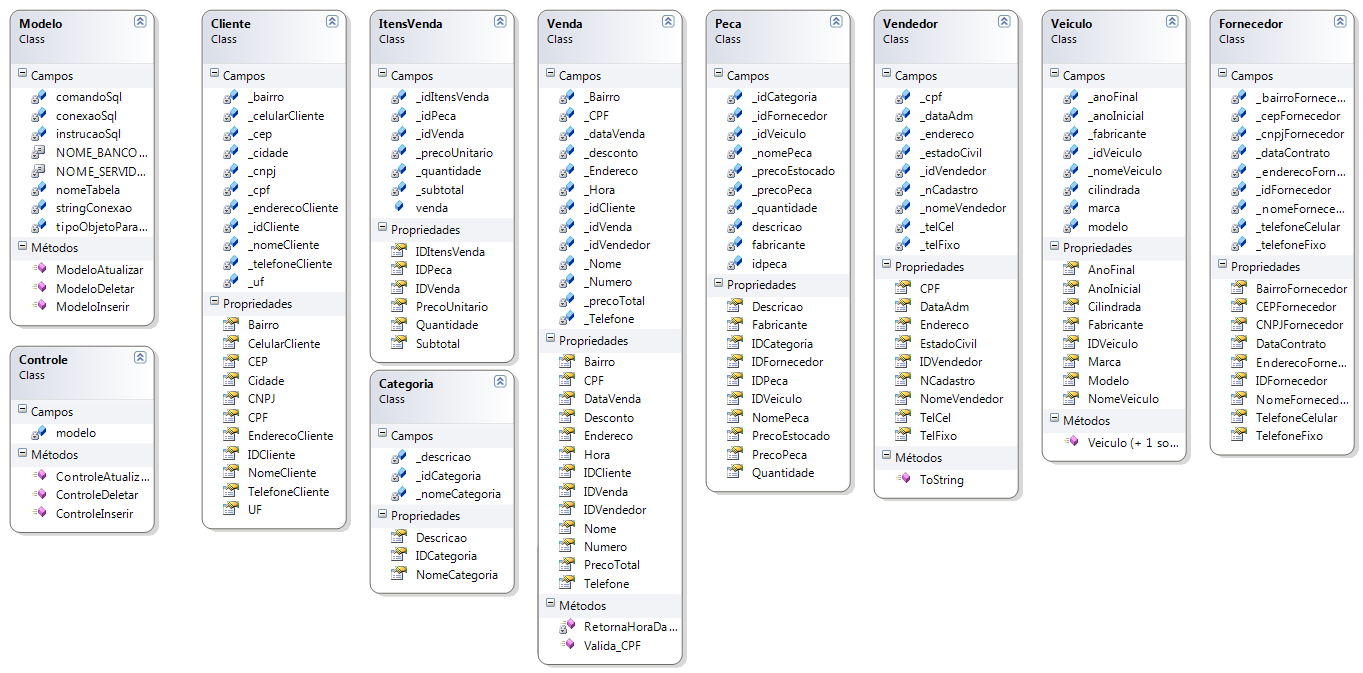 Modelo
Class
Campos
comandoSql
conexaoSql
instrucaoSql
NOME_BANCO...
NOME_SERVID...
nomeTabela
stringConexao
tipoObjetoPara...
Métodos
ModeloAtualizar
ModeloDeletar
ModeloInserir
Controle
Class
Campos
modelo
Métodos
ControleAtualiz...
ControleDeletar
ControleInserir
Cliente
Class
Campos
_bairro
_celularCliente
_cep
_cidade
_cnpj
_cpf
_enderecoCliente
_idCliente
_nomeCliente
_telefoneCliente
_uf
Propriedades
Bairro
CelularCliente
CEP
Cidade
CNPJ
CPF
EnderecoCliente
IDCliente
NomeCliente
TelefoneCliente
UF
ItensVenda
Class
Campos
_idItensVenda
_idPeca
_idVenda
_precoUnitario
_quantidade
_subtotal
venda
Propriedades
IDItensVenda
IDPeca
IDVenda
PrecoUnitario
Quantidade
Subtotal
Categoria
Class
Campos
_descricao
_idCategoria
_nomeCategoria
Propriedades
Descricao
IDCategoria
NomeCategoria
Venda
Class
Campos
_Bairro
_CPF
_dataVenda
_desconto
_Endereco
_Hora
_idCliente
_idVenda
_idVendedor
_Nome
_Numero
_precoTotal
_Telefone
Propriedades
Bairro
CPF
DataVenda
Desconto
Endereco
Hora
IDCliente
IDVenda
IDVendedor
Nome
Numero
PrecoTotal
Telefone
Métodos
RetornaHoraDa...
Valida_CPF
Peca
Class
Campos
_idCategoria
_idFornecedor
_idVeiculo
_nomePeca
_precoEstocado
_precoPeca
_quantidade
descricao
fabricante
idpeca
Propriedades
Descricao
Fabricante
IDCategoria
IDFornecedor
IDPeca
IDVeiculo
NomePeca
PrecoEstocado
PrecoPeca
Quantidade
Vendedor
Class
Campos
_cpf
_dataAdm
_endereco
_estadoCivil
_idVendedor
_nCadastro
_nomeVendedor
_telCel
_telFixo
Propriedades
CPF
DataAdm
Endereco
EstadoCivil
IDVendedor
NCadastro
NomeVendedor
TelCel
TelFixo
Métodos
ToString
Veiculo
Class
Campos
_anoFinal
_anoInicial
_fabricante
_idVeiculo
_nomeVeiculo
cilindrada
marca
modelo
Propriedades
AnoFinal
AnoInicial
Cilindrada
Fabricante
IDVeiculo
Marca
Modelo
NomeVeiculo
Métodos
Veiculo (+ 1 so...
Fornecedor
Class
Campos
_bairroFornece...
_cepFornecedor
_cnpjFornecedor
_dataContrato
_enderecoForn...
_idFornecedor
_nomeFornece...
_telefoneCelular
_telefoneFixo
Propriedades
BairroFornecedor
CEPFornecedor
CNPJFornecedor
DataContrato
EnderecoForne...
IDFornecedor
NomeForneced...
TelefoneCelular
TelefoneFixo